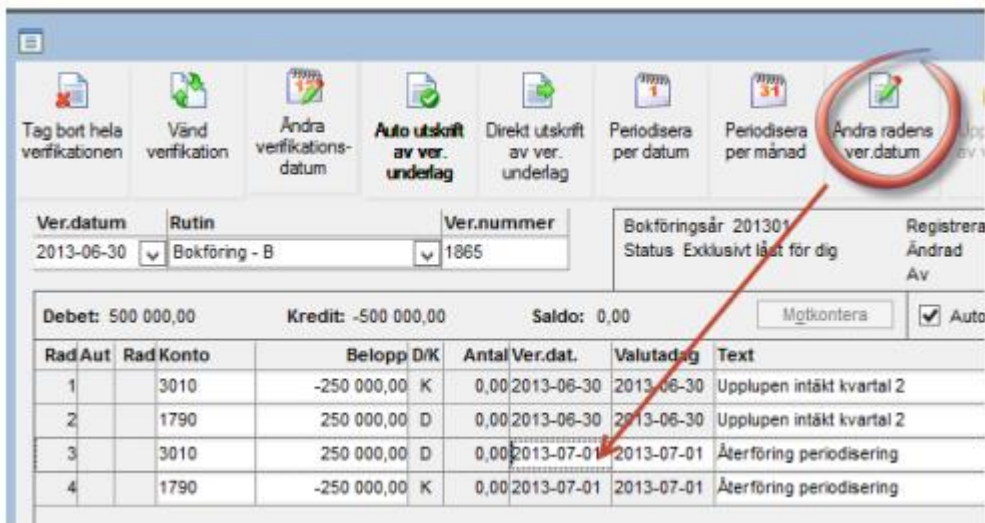 Tag bort hela verifikationen
Vänd verifikation
Ändra verifikations-datum
Auto utskrift av ver. underlag
Direkt utskrift av ver. underlag
Periodisera per datum
Periodisera per månad
Ändra radens ver.datum
Ver.datum Rutin Ver.nummer
2013-06-30 Bokföring - B 1865
Bokföringsår 201301 Registrera
Status Exklusivt låst för dig Ändrad
Av
Debet: 500 000,00 Kredit: -500 000,00 Saldo: 0,00 Motkontera Auto
Rad Aut Rad Konto Belopp D/K Antal Ver.dat. Valutadag Text
1 3010 -250 000,00 K 0,00 2013-06-30 2013-06-30 Upplupen intäkt kvartal 2
2 1790 250 000,00 D 0,00 2013-06-30 2013-06-30 Upplupen intäkt kvartal 2
3 3010 250 000,00 D 0,00 2013-07-01 2013-07-01 Återföring periodisering
4 1790 -250 000,00 K 0,00 2013-07-01 2013-07-01 Återföring periodisering